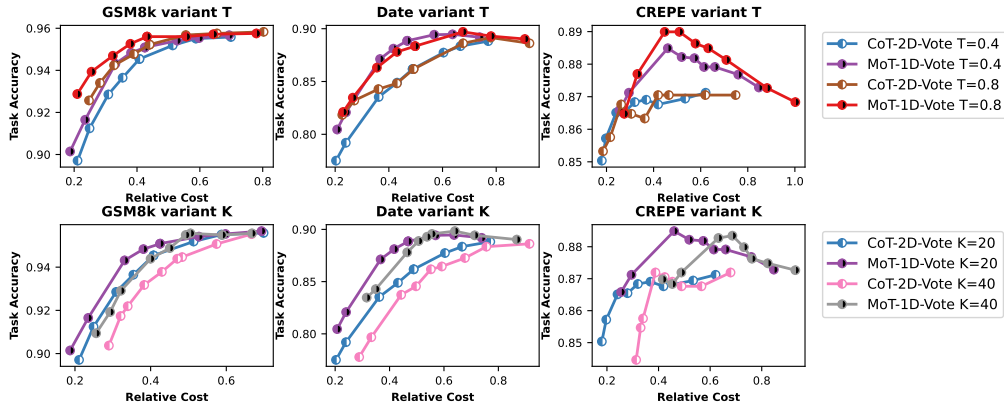 GSM8k variant T
Date variant T
CREPE variant T
Task Accuracy
0.96
0.94
0.92
0.90
0.2
0.4
0.6
0.8
Relative Cost
Task Accuracy
0.90
0.85
0.80
0.2
0.4
0.6
0.8
Relative Cost
Task Accuracy
0.89
0.88
0.87
0.86
0.85
0.2
0.4
0.6
0.8
1.0
Relative Cost
CoT-2D-Vote T=0.4
MoT-1D-Vote T=0.4
CoT-2D-Vote T=0.8
MoT-1D-Vote T=0.8
GSM8k variant K
Date variant K
CREPE variant K
Task Accuracy
0.94
0.92
0.90
0.2
0.4
0.6
Relative Cost
Task Accuracy
0.90
0.85
0.80
0.2
0.4
0.6
0.8
Relative Cost
Task Accuracy
0.88
0.87
0.86
0.85
0.2
0.4
0.6
0.8
Relative Cost
CoT-2D-Vote K=20
MoT-1D-Vote K=20
CoT-2D-Vote K=40
MoT-1D-Vote K=40